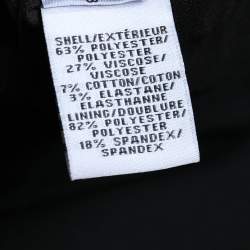 SHELL/EXTÉRIEUR
63% POLYESTER/
POLYESTER
27% VISCOSE/
VISCOSE
7% COTTON/COTON
3% ELASTANE/
ELASTHANNE
LINING/DOUBLURE
82% POLYESTER/
POLYESTER
18% SPANDEX/
SPANDEX